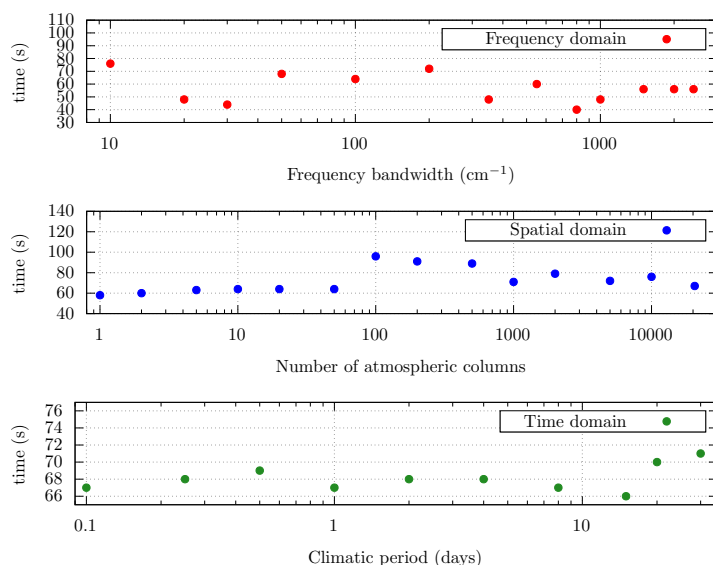 110
100
90
80
70
60
50
40
30
time (s)
Frequency domain
10 100 1000
Frequency bandwidth (cm⁻¹)
140
120
100
80
60
40
time (s)
Spatial domain
1 10 100 1000 10000
Number of atmospheric columns
76
74
72
70
68
66
time (s)
Time domain
0.1 1 10
Climatic period (days)